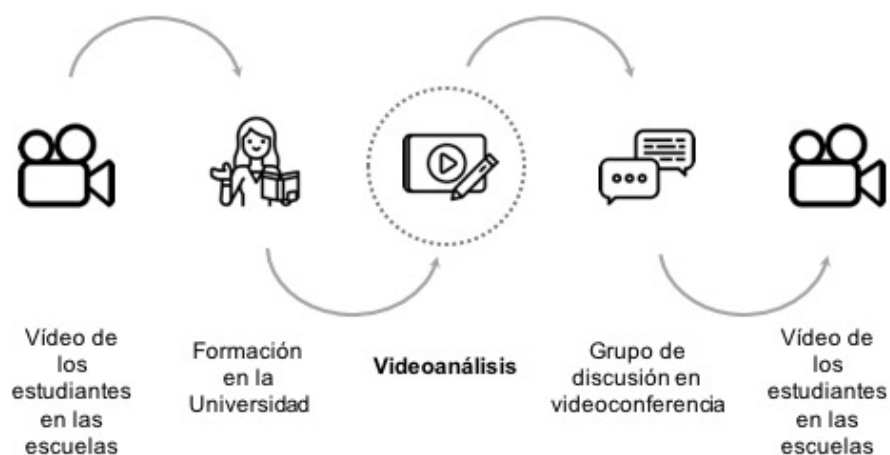 Vídeo de
los
estudiantes
en las
escuelas
Formación
en la
Universidad
Videoanálisis
Grupo de
discusión en
videoconferencia
Vídeo de
los
estudiantes
en las
escuelas